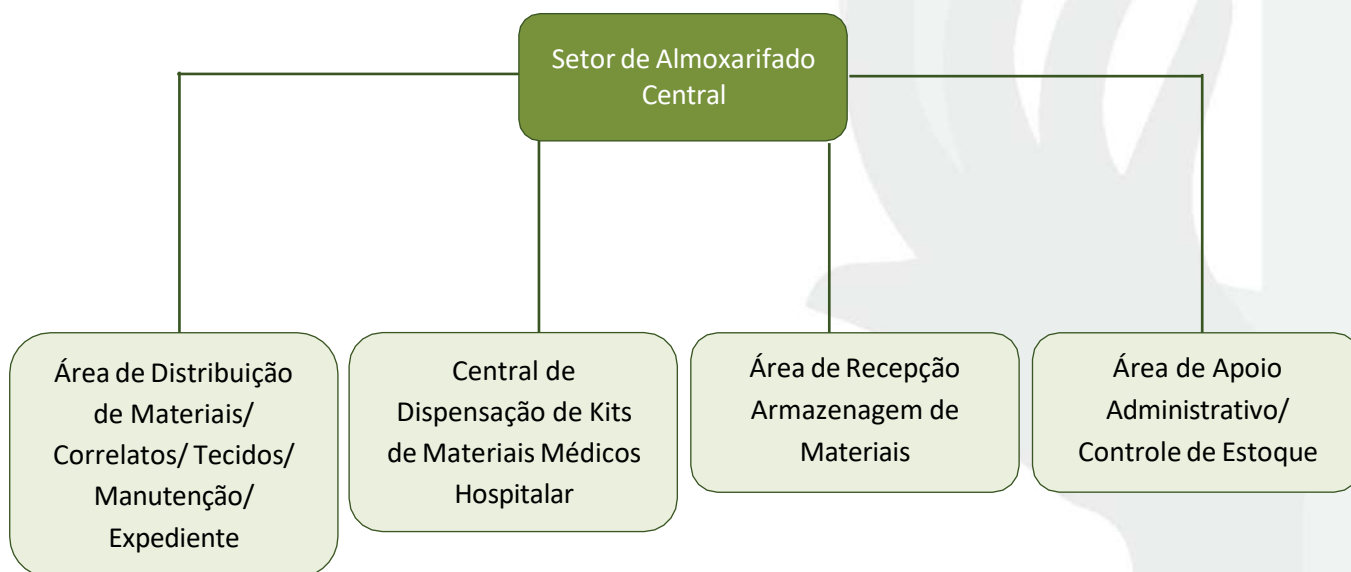 Setor de Almoxarifado
Central
Área de Distribuição
de Materiais/
Correlatos/ Tecidos/
Manutenção/
Expediente
Central de
Dispensação de Kits
de Materiais Médicos
Hospitalar
Área de Recepção
Armazenagem de
Materiais
Área de Apoio
Administrativo/
Controle de Estoque